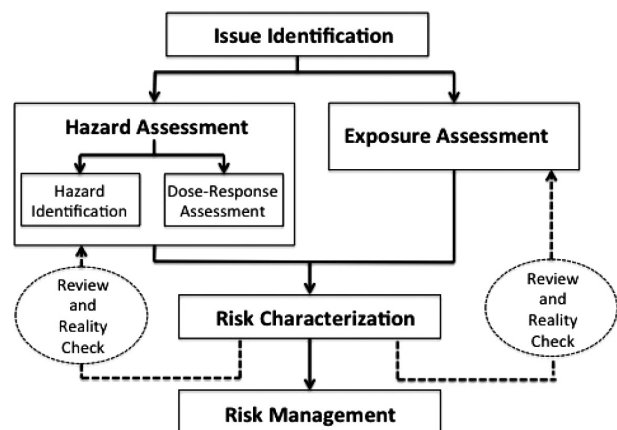 Issue Identification
Hazard Assessment
Exposure Assessment
Hazard
Identification
Dose-Response
Assessment
Review
and
Reality
Check
Review
and
Reality
Check
Risk Characterization
Risk Management